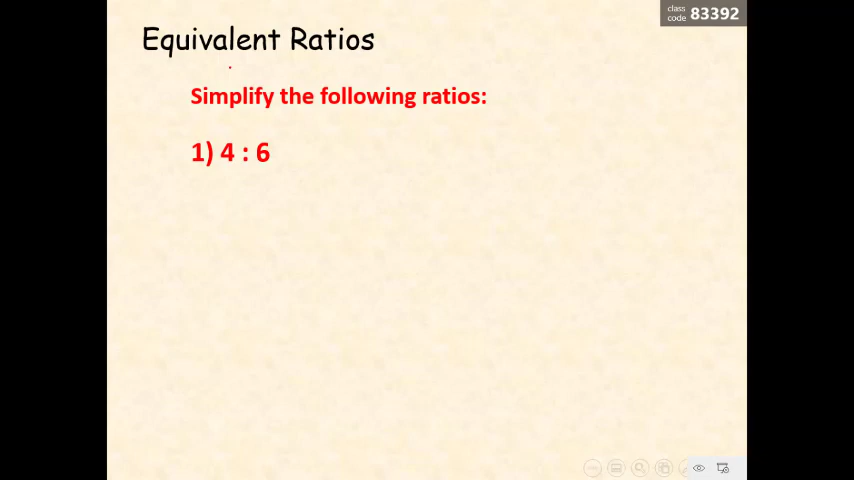 Equivalent Ratios
class code 83392
Simplify the following ratios:
1) 4 : 6